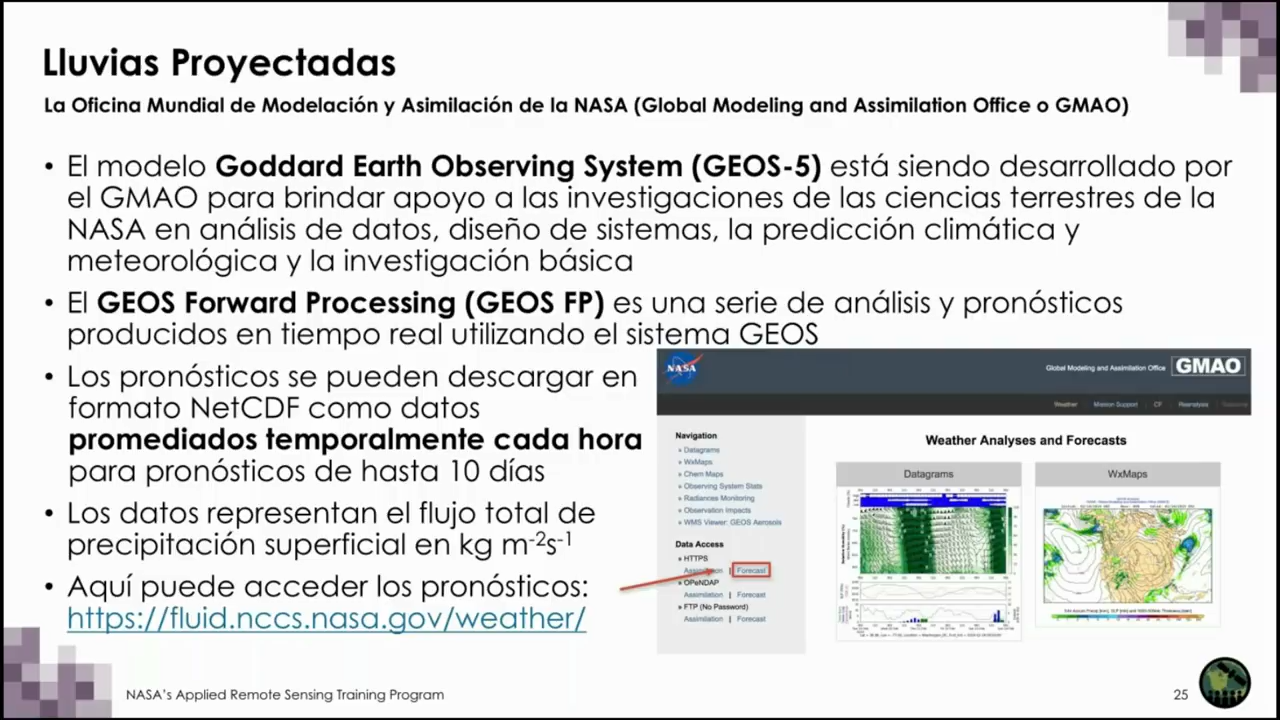 Lluvias Proyectadas
La Oficina Mundial de Modelación y Asimilación de la NASA (Global Modeling and Assimilation Office o GMAO)
• El modelo Goddard Earth Observing System (GEOS-5) está siendo desarrollado por
el GMAO para brindar apoyo a las investigaciones de las ciencias terrestres de la
NASA en análisis de datos, diseño de sistemas, la predicción climática y
meteorológica y la investigación básica
• El GEOS Forward Processing (GEOS FP) es una serie de análisis y pronósticos
producidos en tiempo real utilizando el sistema GEOS
• Los pronósticos se pueden descargar en
formato NetCDF como datos
promediados temporalmente cada hora
para pronósticos de hasta 10 días
• Los datos representan el flujo total de
precipitación superficial en kg m-2s-1
• Aquí puede acceder los pronósticos:
https://fluid.nccs.nasa.gov/weather/
NASA
Global Modeling and Assimilation Office GMAO
Weather Mission Support CF Reanalysis
Navigation
» Datagrams
» WxMaps
» Chem Maps
» Observing System Stats
» Radiances Monitoring
» Observation Impacts
» WMS Viewer: GEOS Aerosols
Data Access
» HTTPS
Assimilation | Forecast
» OPeNDAP
Assimilation | Forecast
» FTP (No Password)
Assimilation | Forecast
Weather Analyses and Forecasts
Datagrams
WxMaps
NASA's Applied Remote Sensing Training Program
25